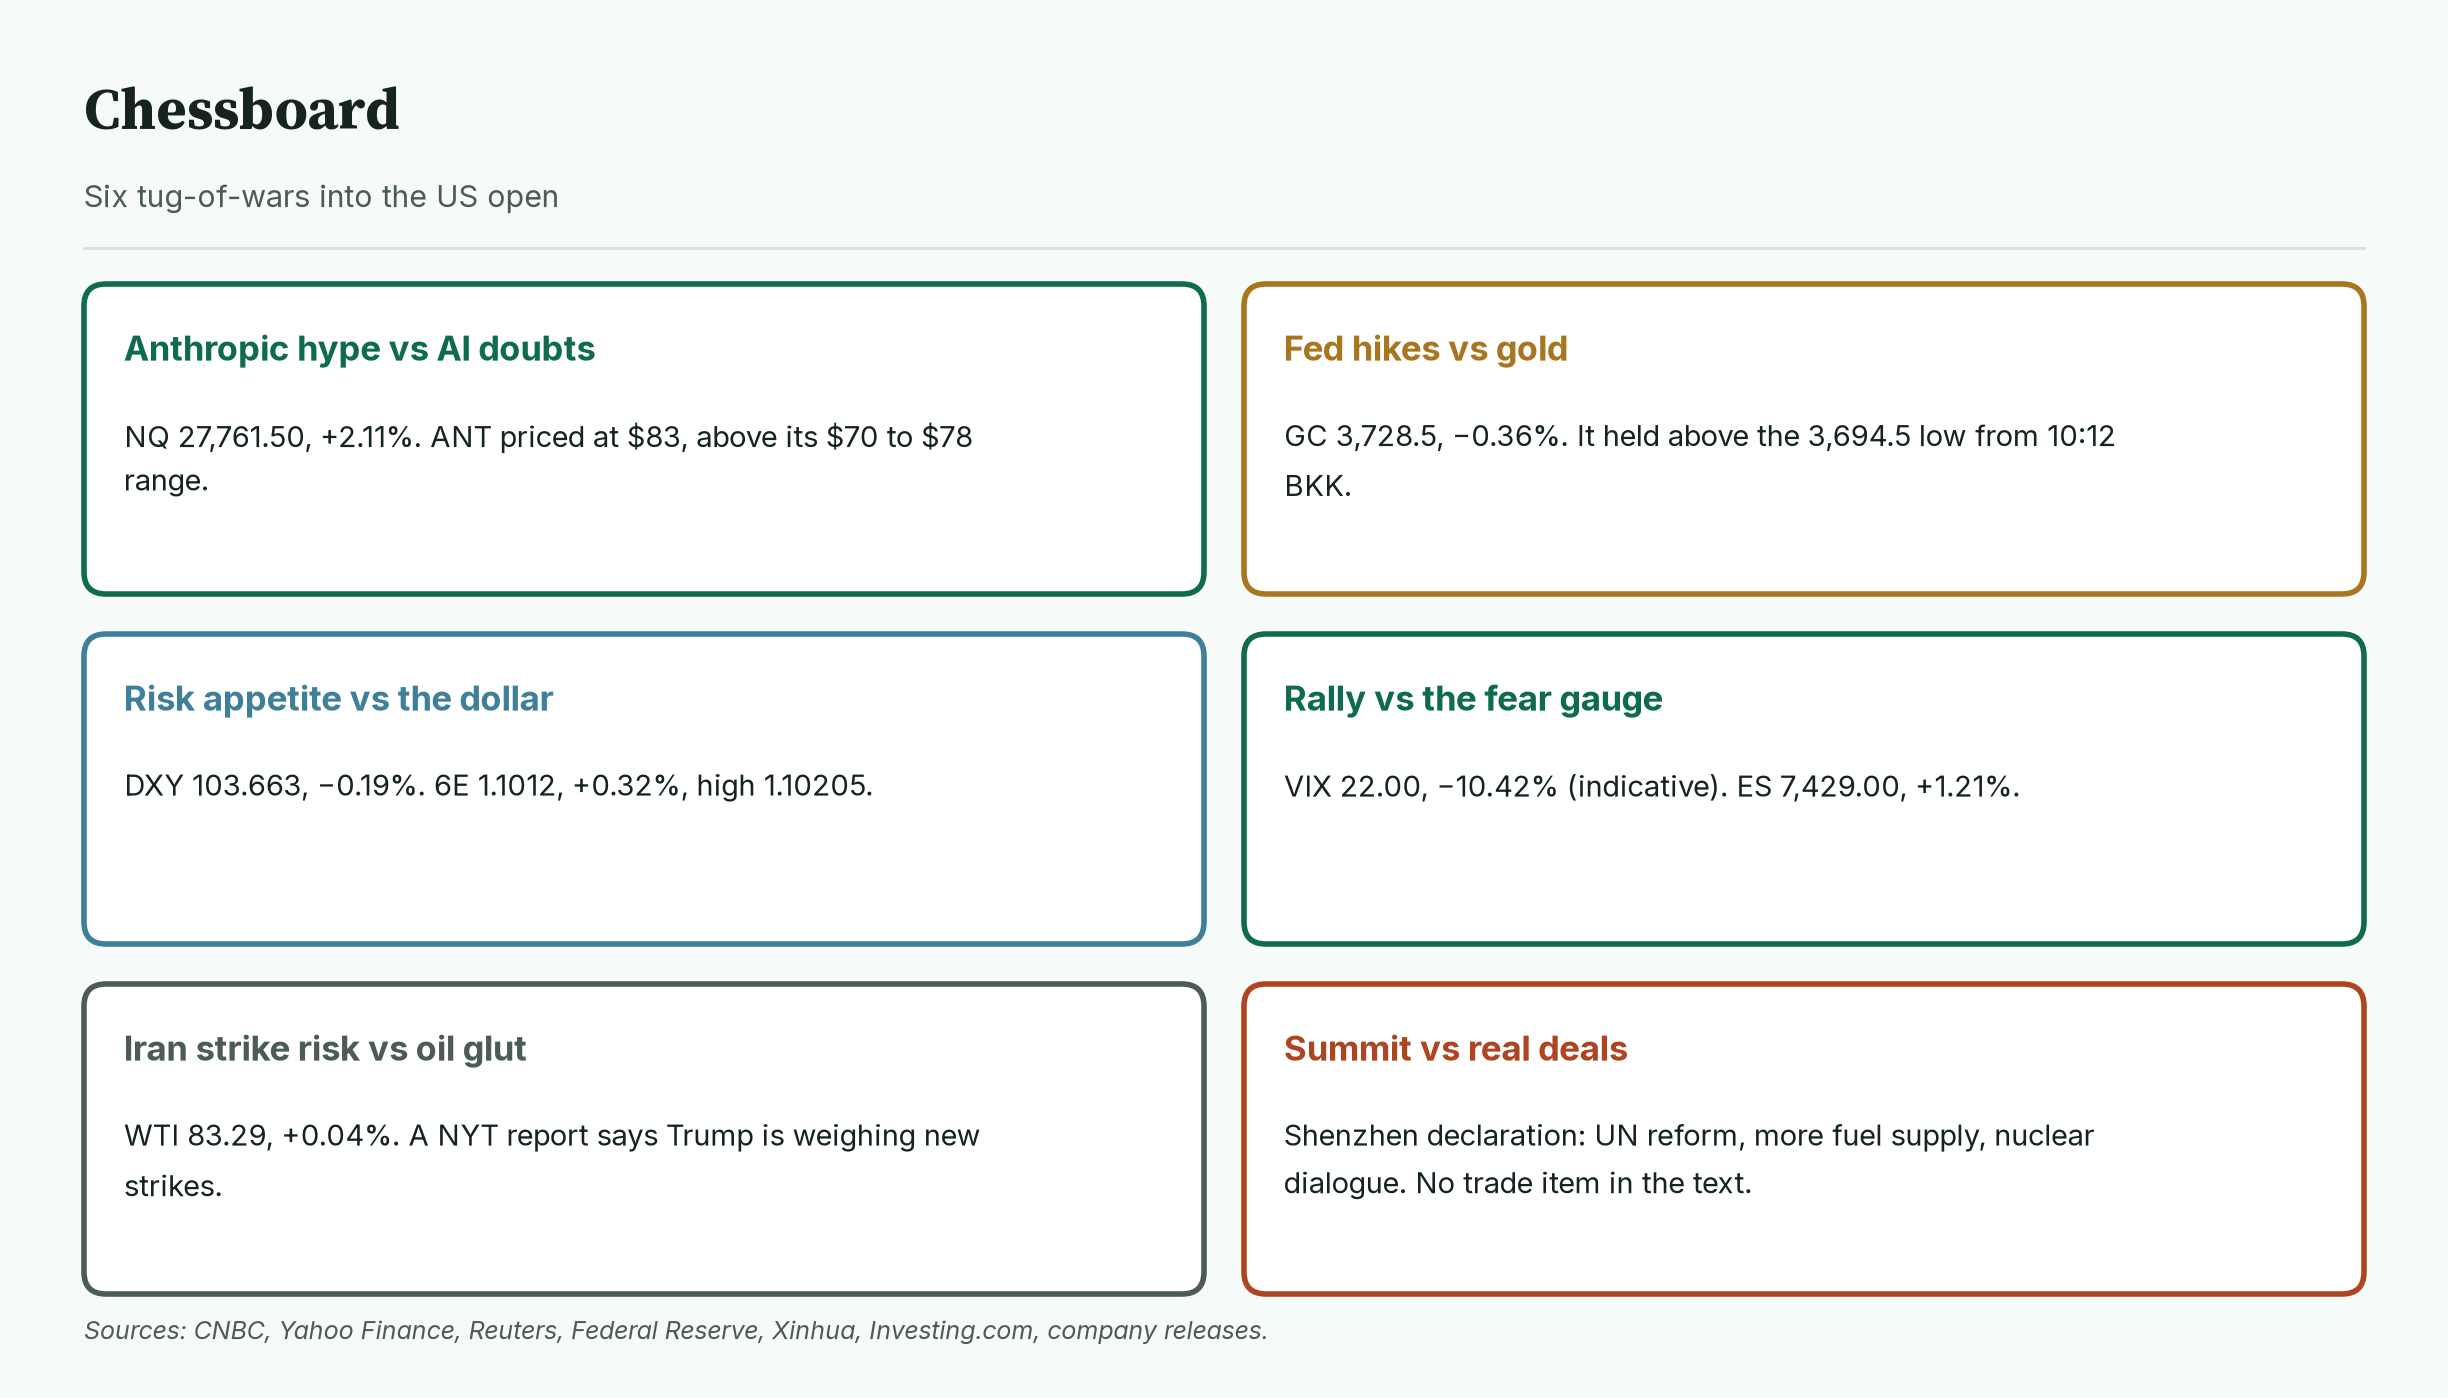 Chessboard
Six tug-of-wars into the US open
Anthropic hype vs AI doubts
NQ 27,761.50, +2.11%. ANT priced at $83, above its $70 to $78
range.
Fed hikes vs gold
GC 3,728.5, −0.36%. It held above the 3,694.5 low from 10:12
BKK.
Risk appetite vs the dollar
DXY 103.663, −0.19%. 6E 1.1012, +0.32%, high 1.10205.
Rally vs the fear gauge
VIX 22.00, −10.42% (indicative). ES 7,429.00, +1.21%.
Iran strike risk vs oil glut
WTI 83.29, +0.04%. A NYT report says Trump is weighing new
strikes.
Summit vs real deals
Shenzhen declaration: UN reform, more fuel supply, nuclear
dialogue. No trade item in the text.
Sources: CNBC, Yahoo Finance, Reuters, Federal Reserve, Xinhua, Investing.com, company releases.